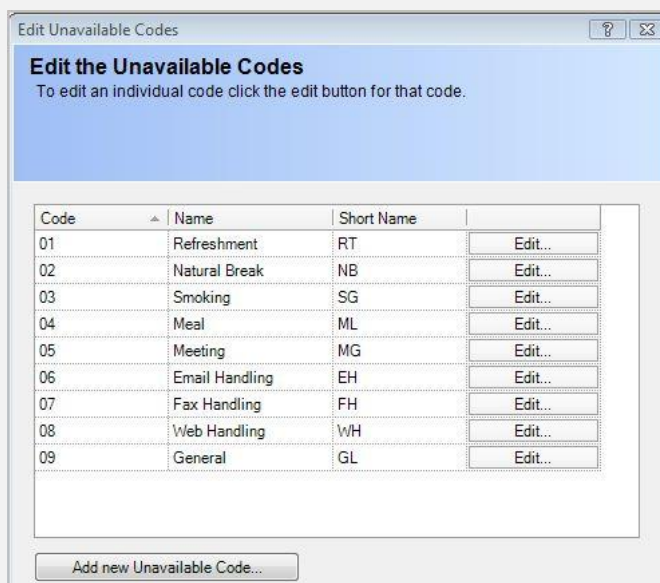 Edit Unavailable Codes
Edit the Unavailable Codes
To edit an individual code click the edit button for that code.
Code Name Short Name
01 Refreshment RT Edit...
02 Natural Break NB Edit...
03 Smoking SG Edit...
04 Meal ML Edit...
05 Meeting MG Edit...
06 Email Handling EH Edit...
07 Fax Handling FH Edit...
08 Web Handling WH Edit...
09 General GL Edit...
Add new Unavailable Code...